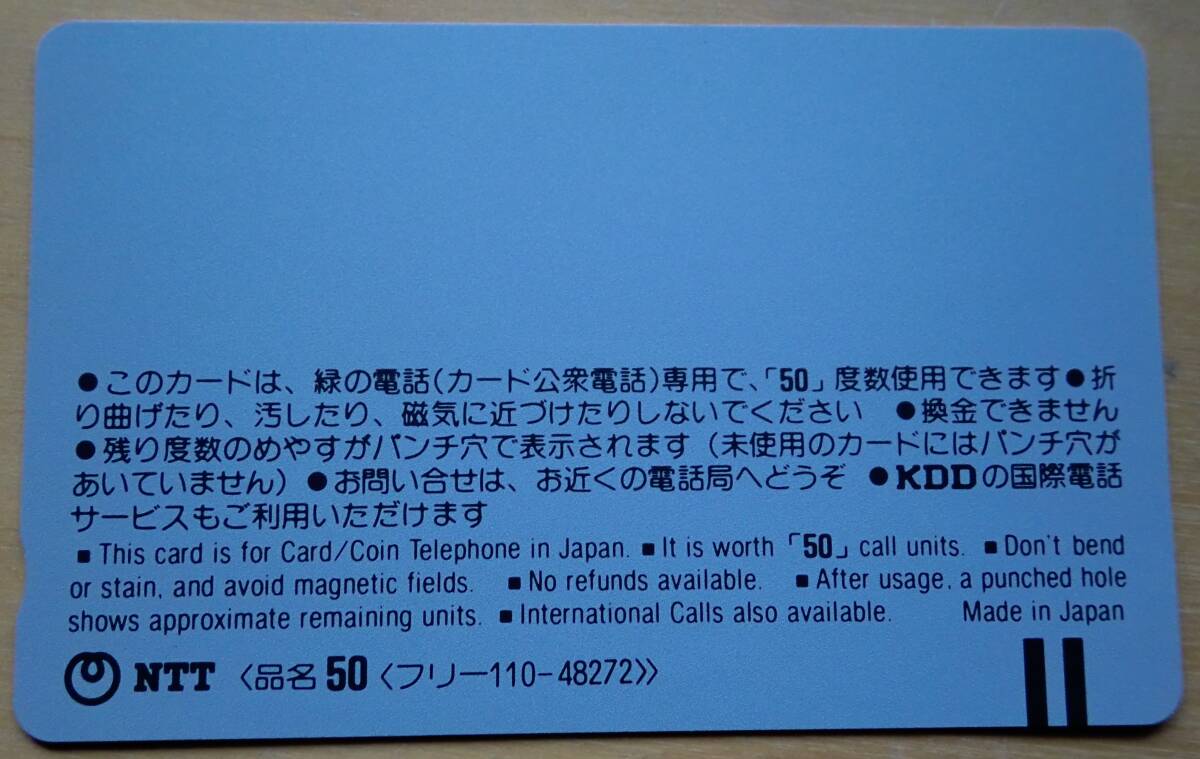 ●このカードは、緑の電話(カード公衆電話)専用で、「50」度数使用できます●折
り曲げたり、汚したり、磁気に近づけたりしないでください ●換金できません
●残り度数のめやすがパンチ穴で表示されます(未使用のカードにはパンチ穴が
あいていません)●お問い合せは、お近くの電話局へどうぞ ●KDDの国際電話
サービスもご利用いただけます
■ This card is for Card/Coin Telephone in Japan. ■ It is worth「50」call units. ■ Don't bend
or stain, and avoid magnetic fields. ■ No refunds available. ■ After usage, a punched hole
shows approximate remaining units. ■ International Calls also available. Made in Japan
NTT 〈品名50〈フリー110-48272〉〉